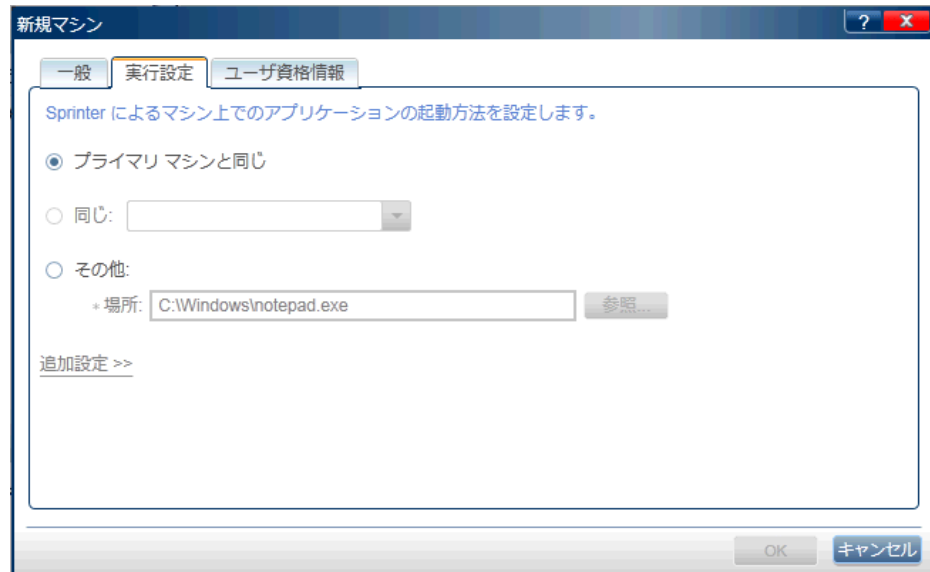 新規マシン
一般 実行設定 ユーザ資格情報
Sprinter によるマシン上でのアプリケーションの起動方法を設定します。
プライマリ マシンと同じ
同じ:
その他:
*場所: C:\Windows\notepad.exe 参照...
追加設定 >>
OK キャンセル